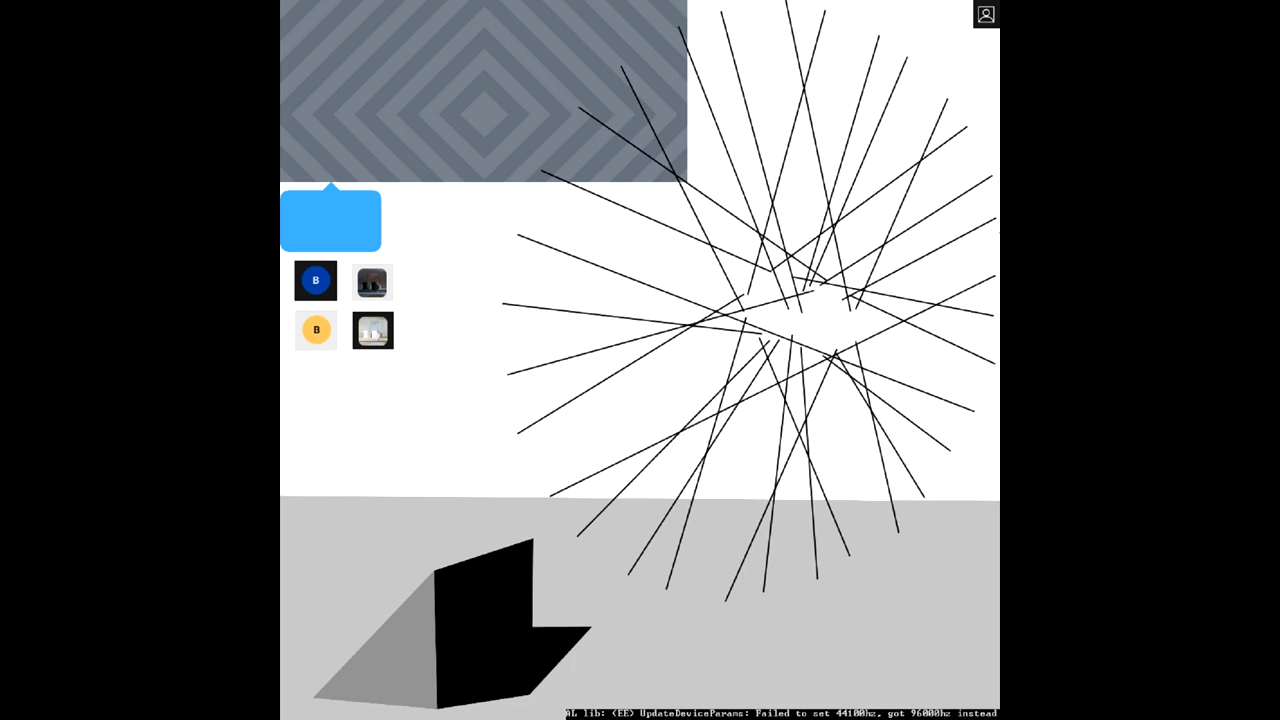 B
B
AL lib: (EE) UpdateDeviceParams: Failed to set 44100hz, got 96000hz instead